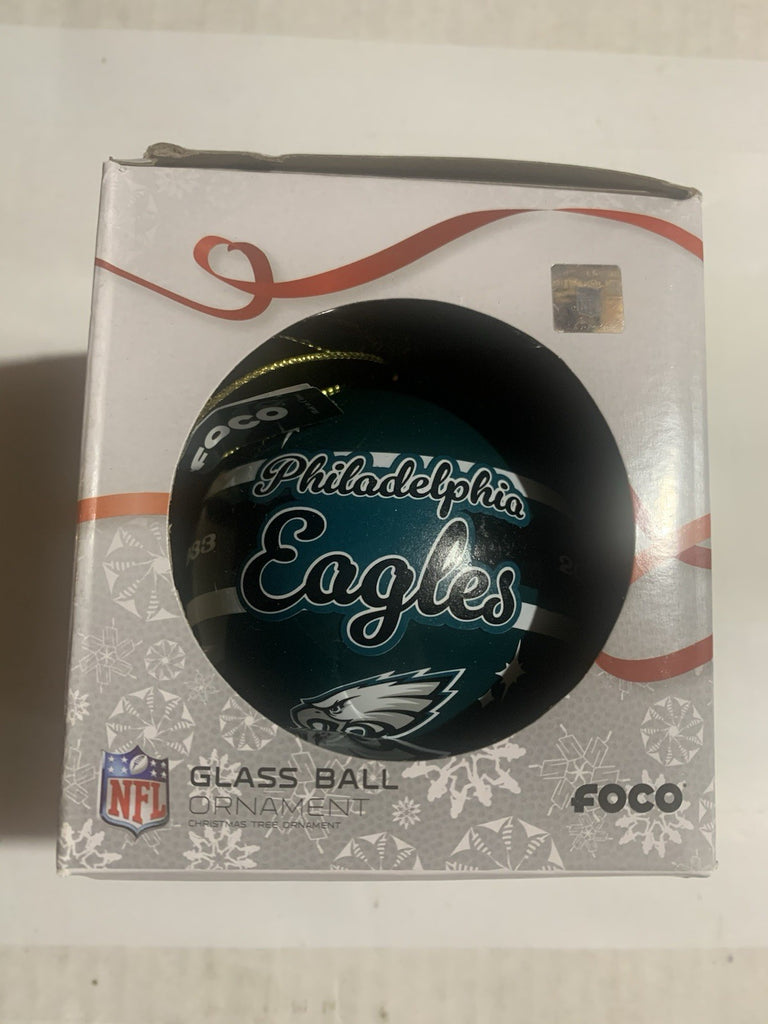 FOCO
Philadelphia
Eagles
NFL
GLASS BALL
ORNAMENT
CHRISTMAS TREE ORNAMENT
FOCO